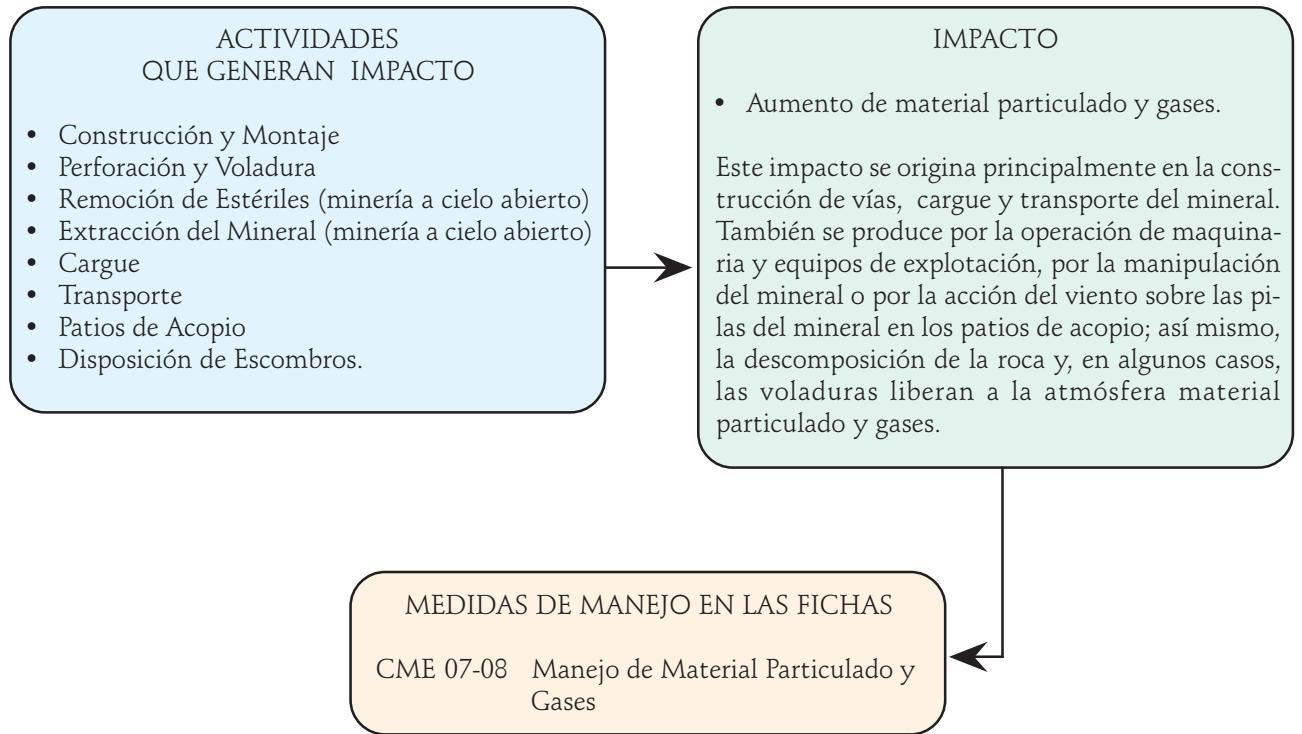 ACTIVIDADES
QUE GENERAN IMPACTO
• Construcción y Montaje
• Perforación y Voladura
• Remoción de Estériles (minería a cielo abierto)
• Extracción del Mineral (minería a cielo abierto)
• Cargue
• Transporte
• Patios de Acopio
• Disposición de Escombros.
IMPACTO
• Aumento de material particulado y gases.
Este impacto se origina principalmente en la cons-
trucción de vías, cargue y transporte del mineral.
También se produce por la operación de maquina-
ria y equipos de explotación, por la manipulación
del mineral o por la acción del viento sobre las pi-
las del mineral en los patios de acopio; así mismo,
la descomposición de la roca y, en algunos casos,
las voladuras liberan a la atmósfera material
particulado y gases.
MEDIDAS DE MANEJO EN LAS FICHAS
CME 07-08 Manejo de Material Particulado y
Gases